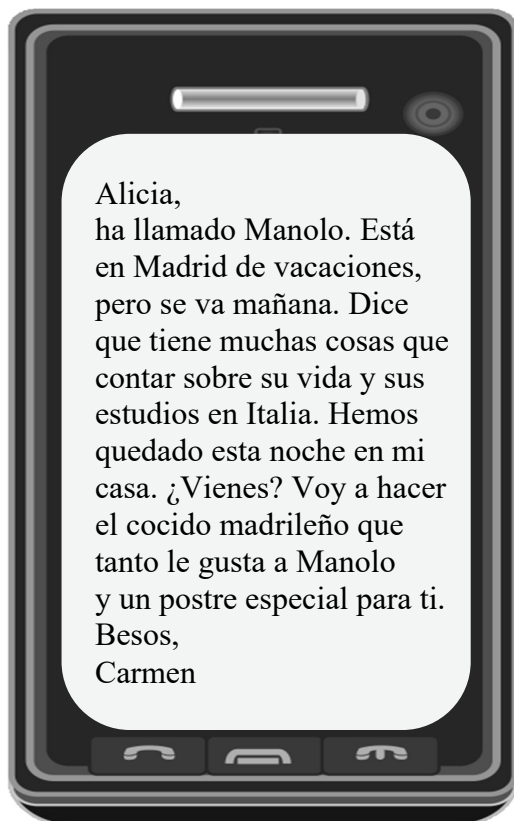 Alicia,
ha llamado Manolo. Está
en Madrid de vacaciones,
pero se va mañana. Dice
que tiene muchas cosas que
contar sobre su vida y sus
estudios en Italia. Hemos
quedado esta noche en mi
casa. ¿Vienes? Voy a hacer
el cocido madrileño que
tanto le gusta a Manolo
y un postre especial para ti.
Besos,
Carmen